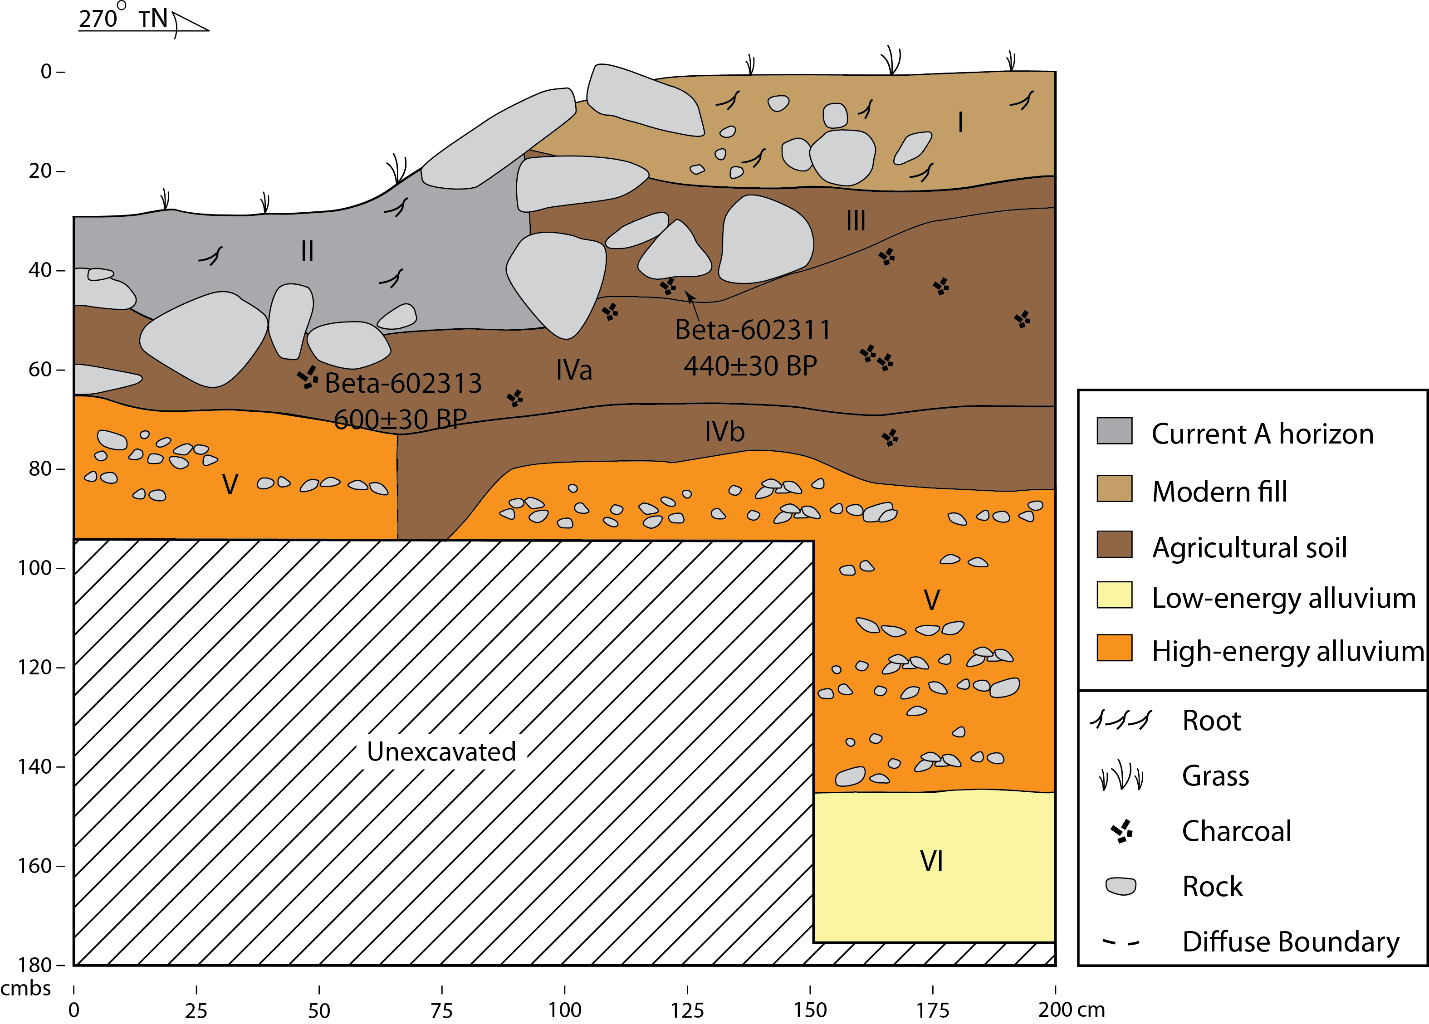 270° TN
0
20
40
60
80
100
120
140
160
180
cmbs
0 25 50 75 100 125 150 175 200 cm
I
II
III
Beta-602311
440±30 BP
IVa
Beta-602313
600±30 BP
IVb
V
V
VI
Unexcavated
Current A horizon
Modern fill
Agricultural soil
Low-energy alluvium
High-energy alluvium
Root
Grass
Charcoal
Rock
Diffuse Boundary